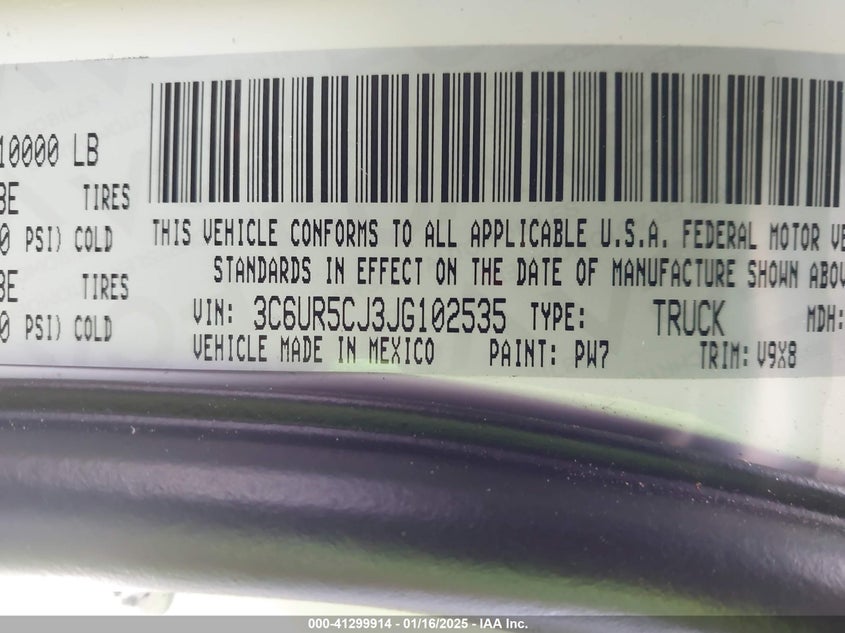 10000 LB
3E TIRES
0 PSI) COLD
3E TIRES
0 PSI) COLD
THIS VEHICLE CONFORMS TO ALL APPLICABLE U.S.A. FEDERAL MOTOR VE
STANDARDS IN EFFECT ON THE DATE OF MANUFACTURE SHOWN ABOV
VIN: 3C6UR5CJ3JG102535 TYPE: TRUCK MDH:
VEHICLE MADE IN MEXICO PAINT: PW7 TRIM: V9X8
000-41299914 - 01/16/2025 - IAA Inc.